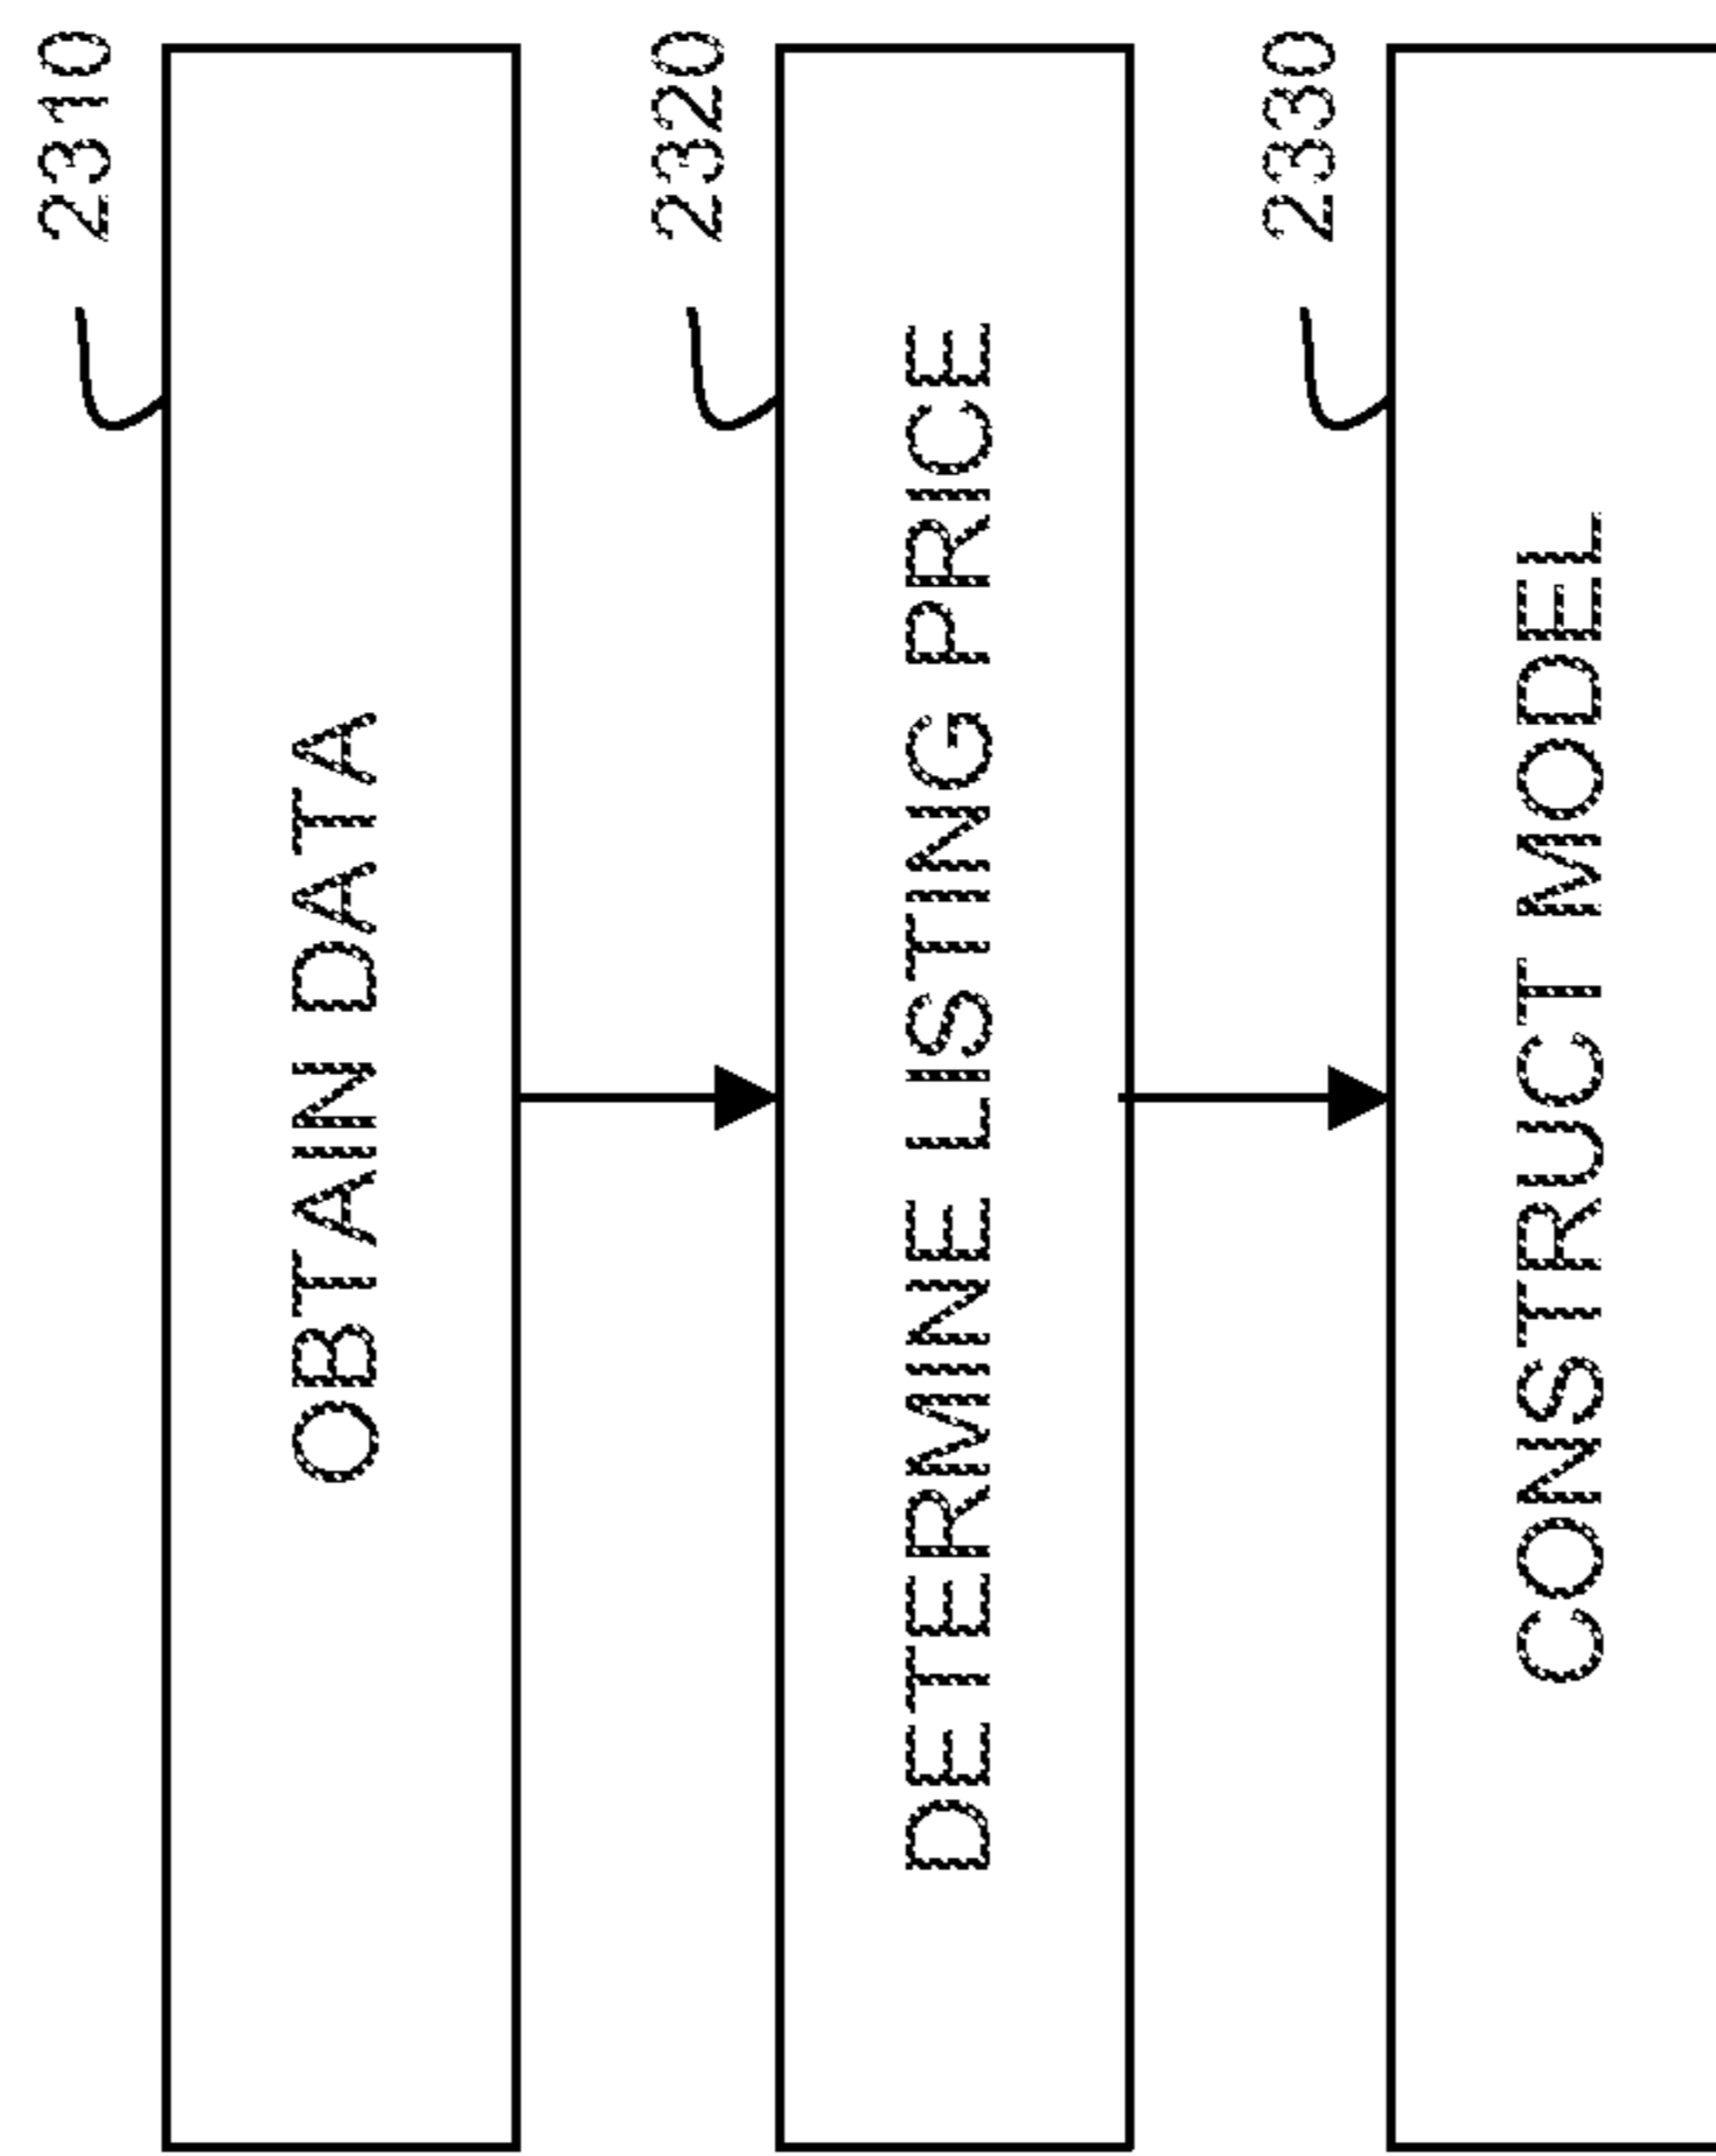 2310
OBTAIN DATA
2320
DETERMINE LISTING PRICE
2330
CONSTRUCT MODEL